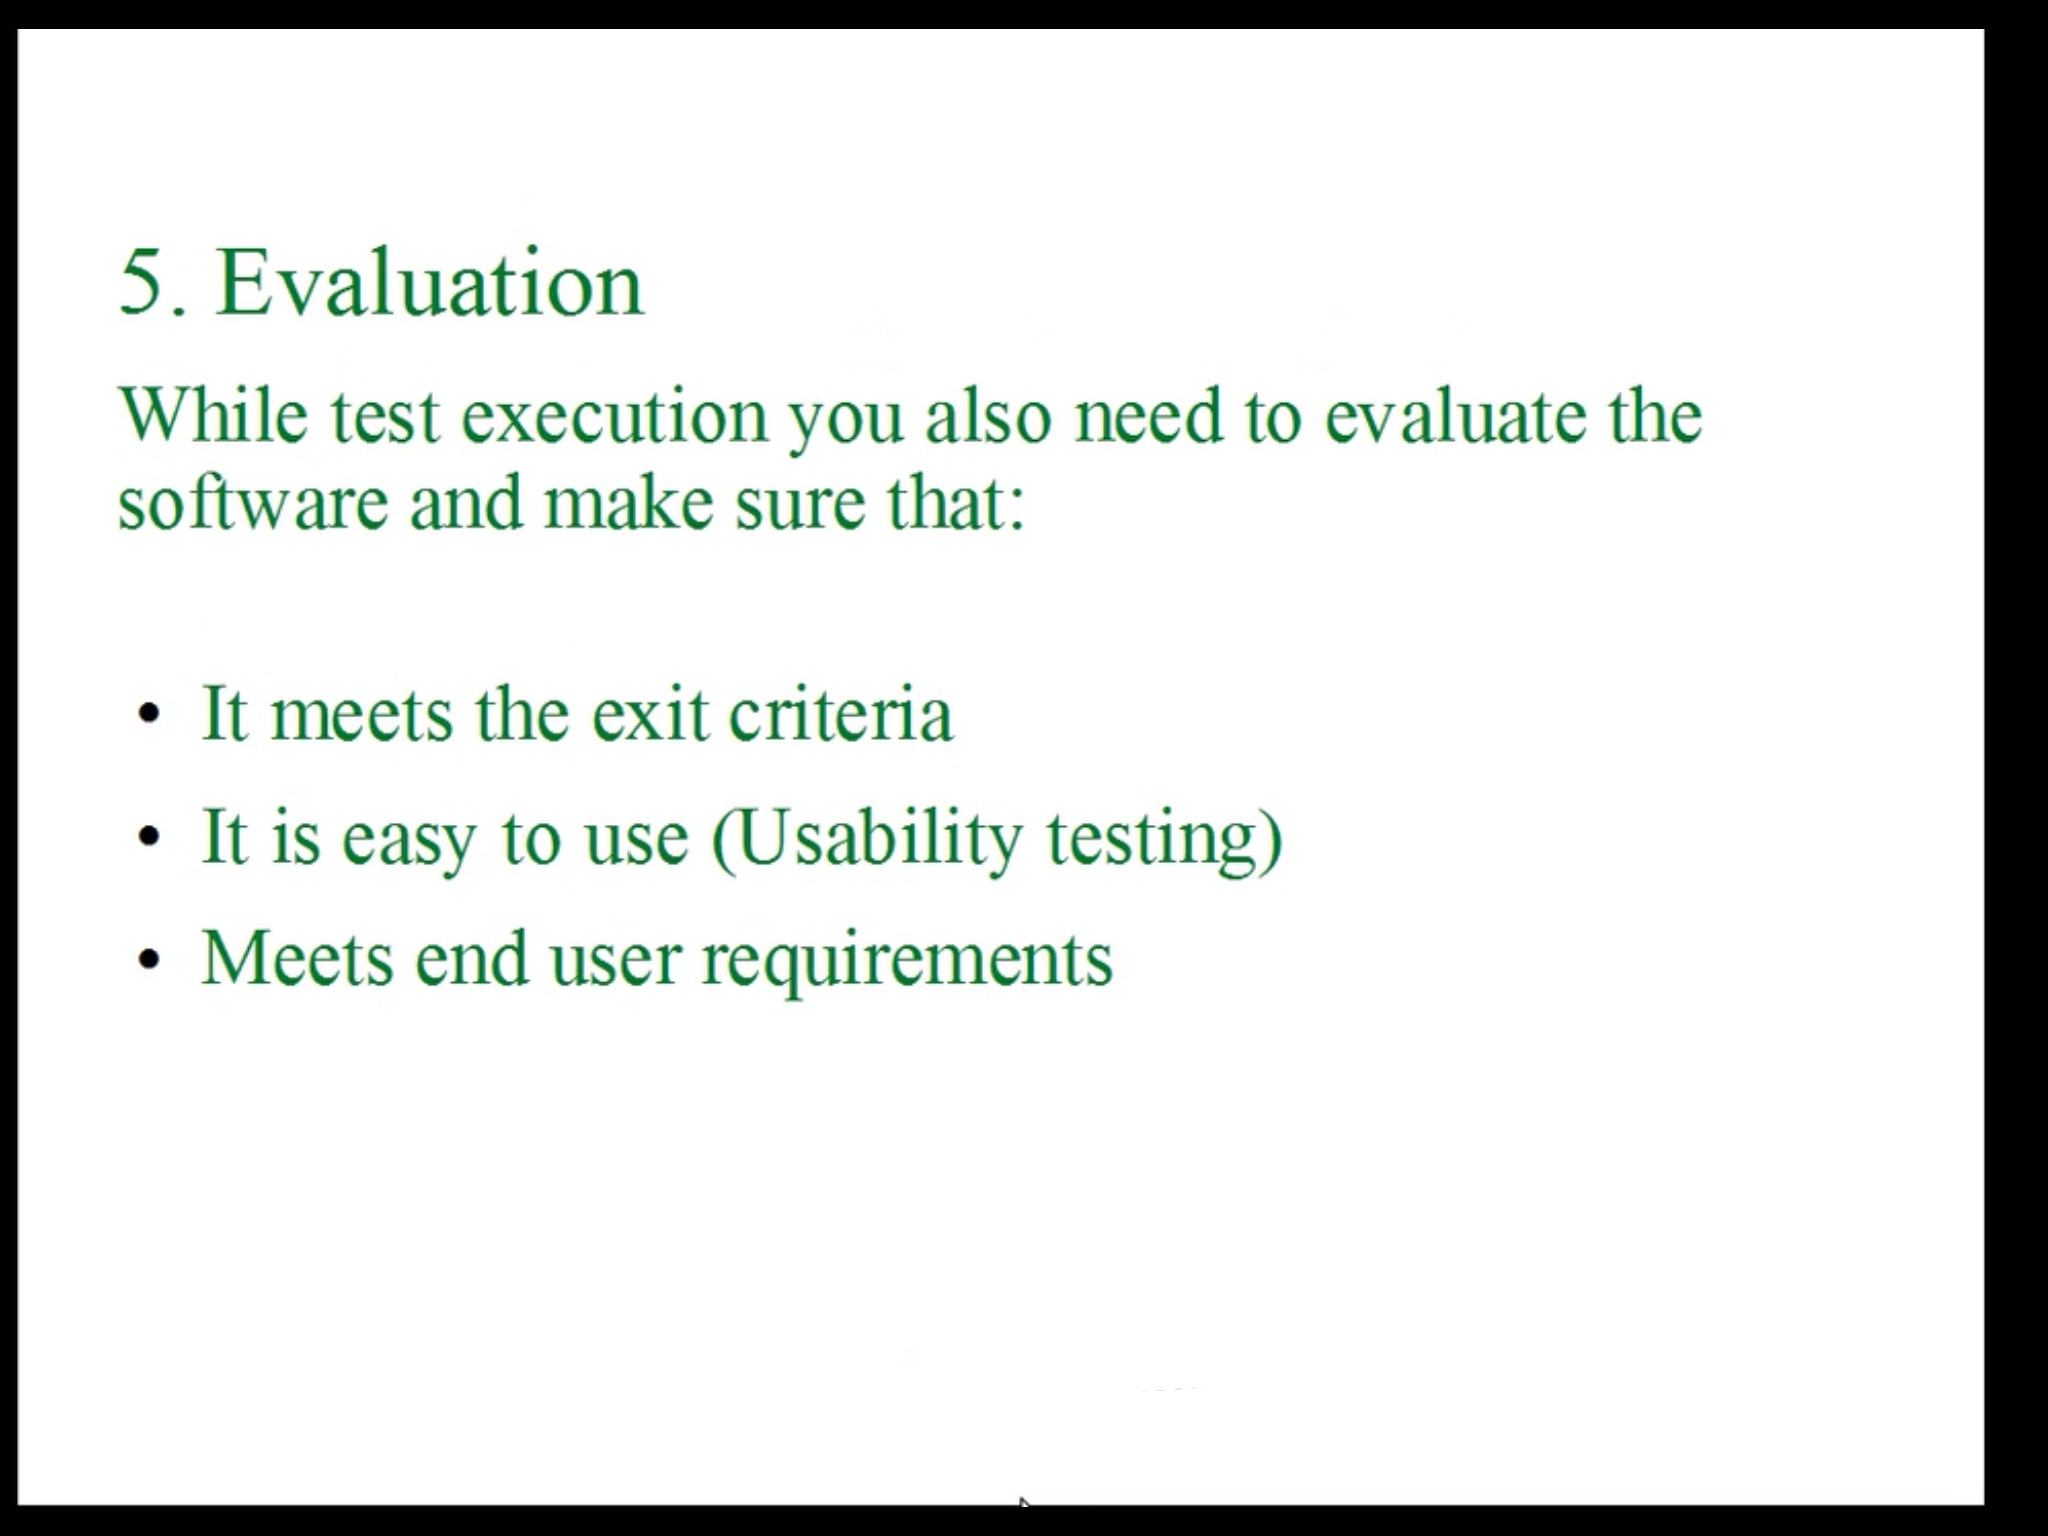 5. Evaluation
While test execution you also need to evaluate the
software and make sure that:
• It meets the exit criteria
• It is easy to use (Usability testing)
• Meets end user requirements